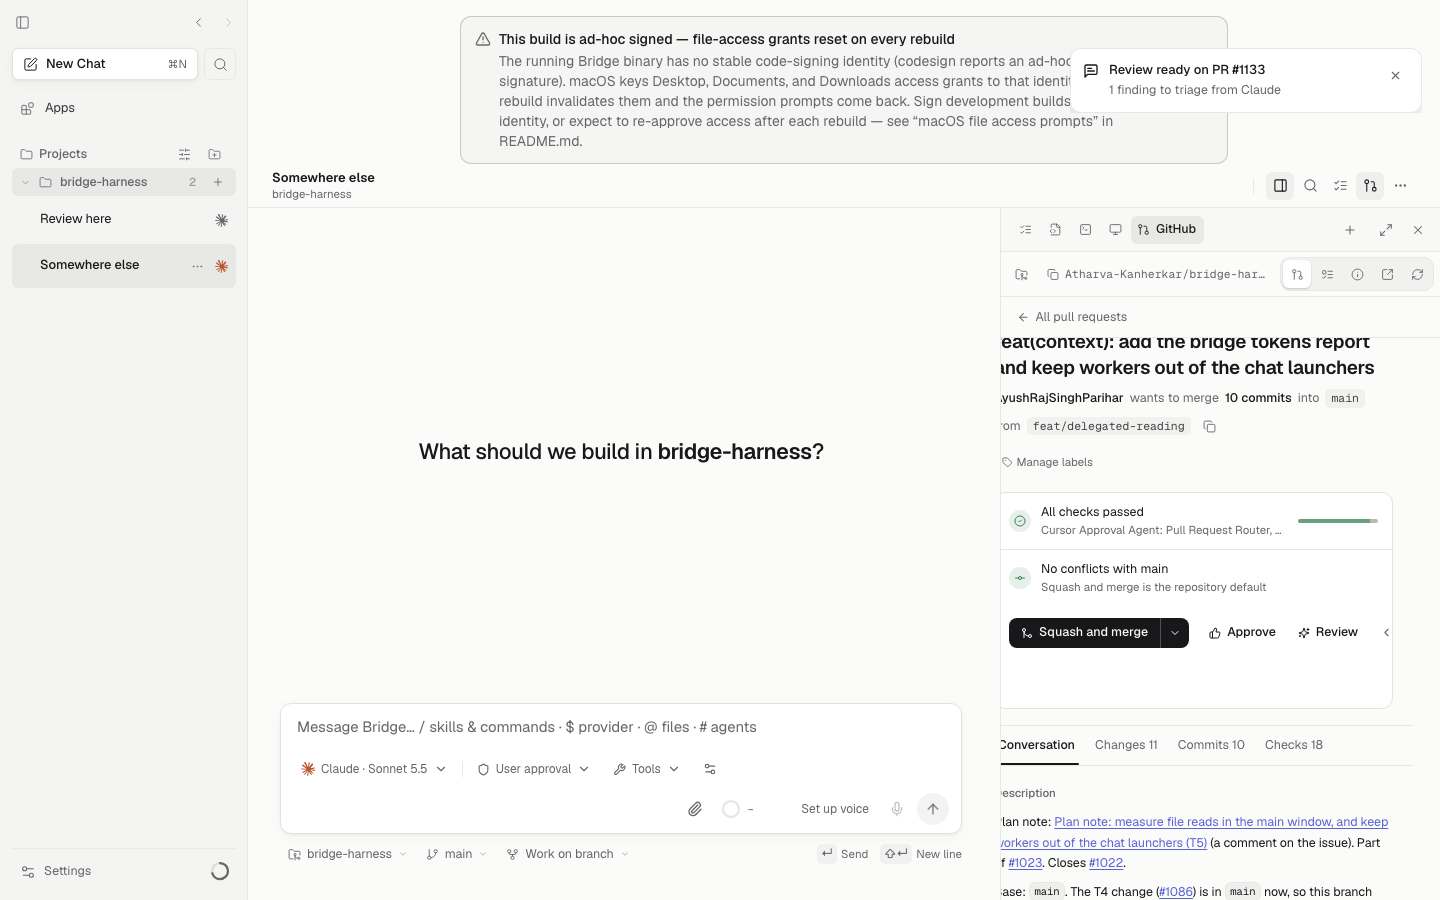 New Chat
⌘N
Apps
Projects
bridge-harness
2
Review here
Somewhere else
Settings
This build is ad-hoc signed — file-access grants reset on every rebuild
The running Bridge binary has no stable code-signing identity (codesign reports an ad-hoc
signature). macOS keys Desktop, Documents, and Downloads access grants to that
rebuild invalidates them and the permission prompts come back. Sign development builds
identity, or expect to re-approve access after each rebuild — see “macOS file access prompts” in
README.md.
Review ready on PR #1133
1 finding to triage from Claude
Somewhere else
bridge-harness
What should we build in bridge-harness?
Message Bridge... / skills & commands · $ provider · @ files · # agents
Claude · Sonnet 5.5
User approval
Tools
–
Set up voice
bridge-harness
main
Work on branch
Send
New line
GitHub
Atharva-Kanherkar/bridge-har…
All pull requests
eat(context): add the bridge tokens report
and keep workers out of the chat launchers
AyushRajSinghParihar wants to merge 10 commits into main
rom feat/delegated-reading
Manage labels
All checks passed
Cursor Approval Agent: Pull Request Router, …
No conflicts with main
Squash and merge is the repository default
Squash and merge
Approve
Review
Conversation
Changes 11
Commits 10
Checks 18
escription
lan note: Plan note: measure file reads in the main window, and keep
workers out of the chat launchers (T5) (a comment on the issue). Part
f #1023. Closes #1022.
ase: main. The T4 change (#1086) is in main now, so this branch